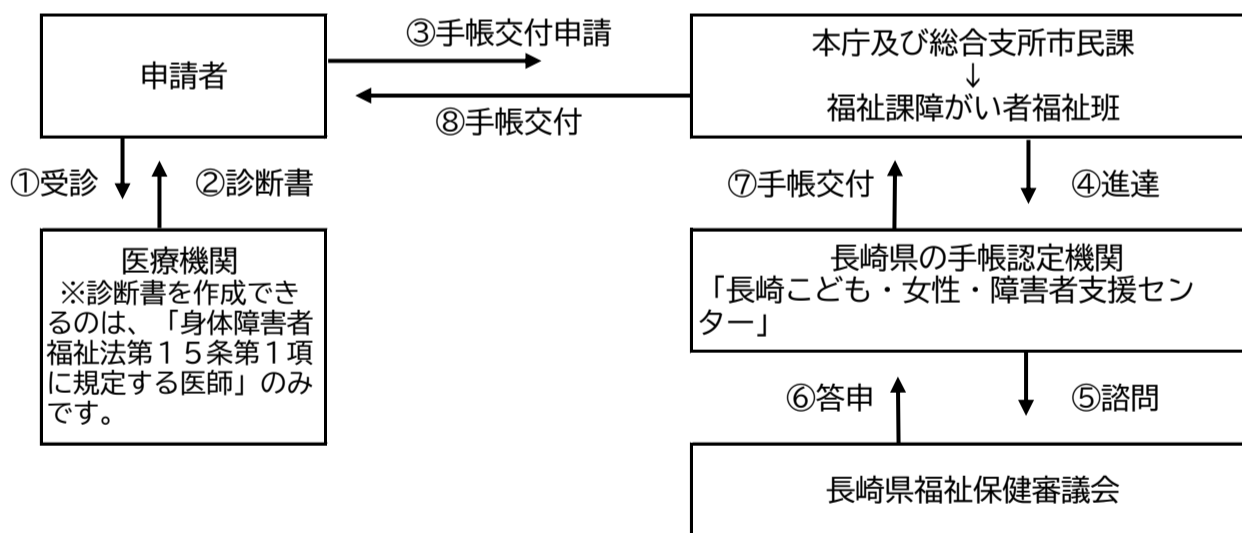 申請者
③手帳交付申請
⑧手帳交付
本庁及び総合支所市民課
↓
福祉課障がい者福祉班
①受診
②診断書
⑦手帳交付
④進達
医療機関
※診断書を作成でき
るのは、「身体障害者
福祉法第１５条第１項
に規定する医師」のみ
です。
長崎県の手帳認定機関
「長崎こども・女性・障害者支援セン
ター」
⑥答申
⑤諮問
長崎県福祉保健審議会